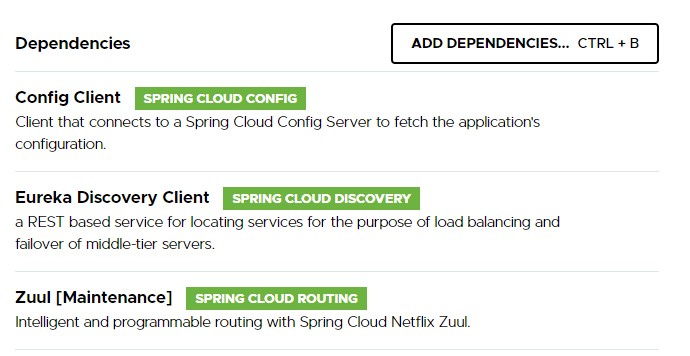 Dependencies
ADD DEPENDENCIES... CTRL + B
Config Client SPRING CLOUD CONFIG
Client that connects to a Spring Cloud Config Server to fetch the application's
configuration.
Eureka Discovery Client SPRING CLOUD DISCOVERY
a REST based service for locating services for the purpose of load balancing and
failover of middle-tier servers.
Zuul [Maintenance] SPRING CLOUD ROUTING
Intelligent and programmable routing with Spring Cloud Netflix Zuul.